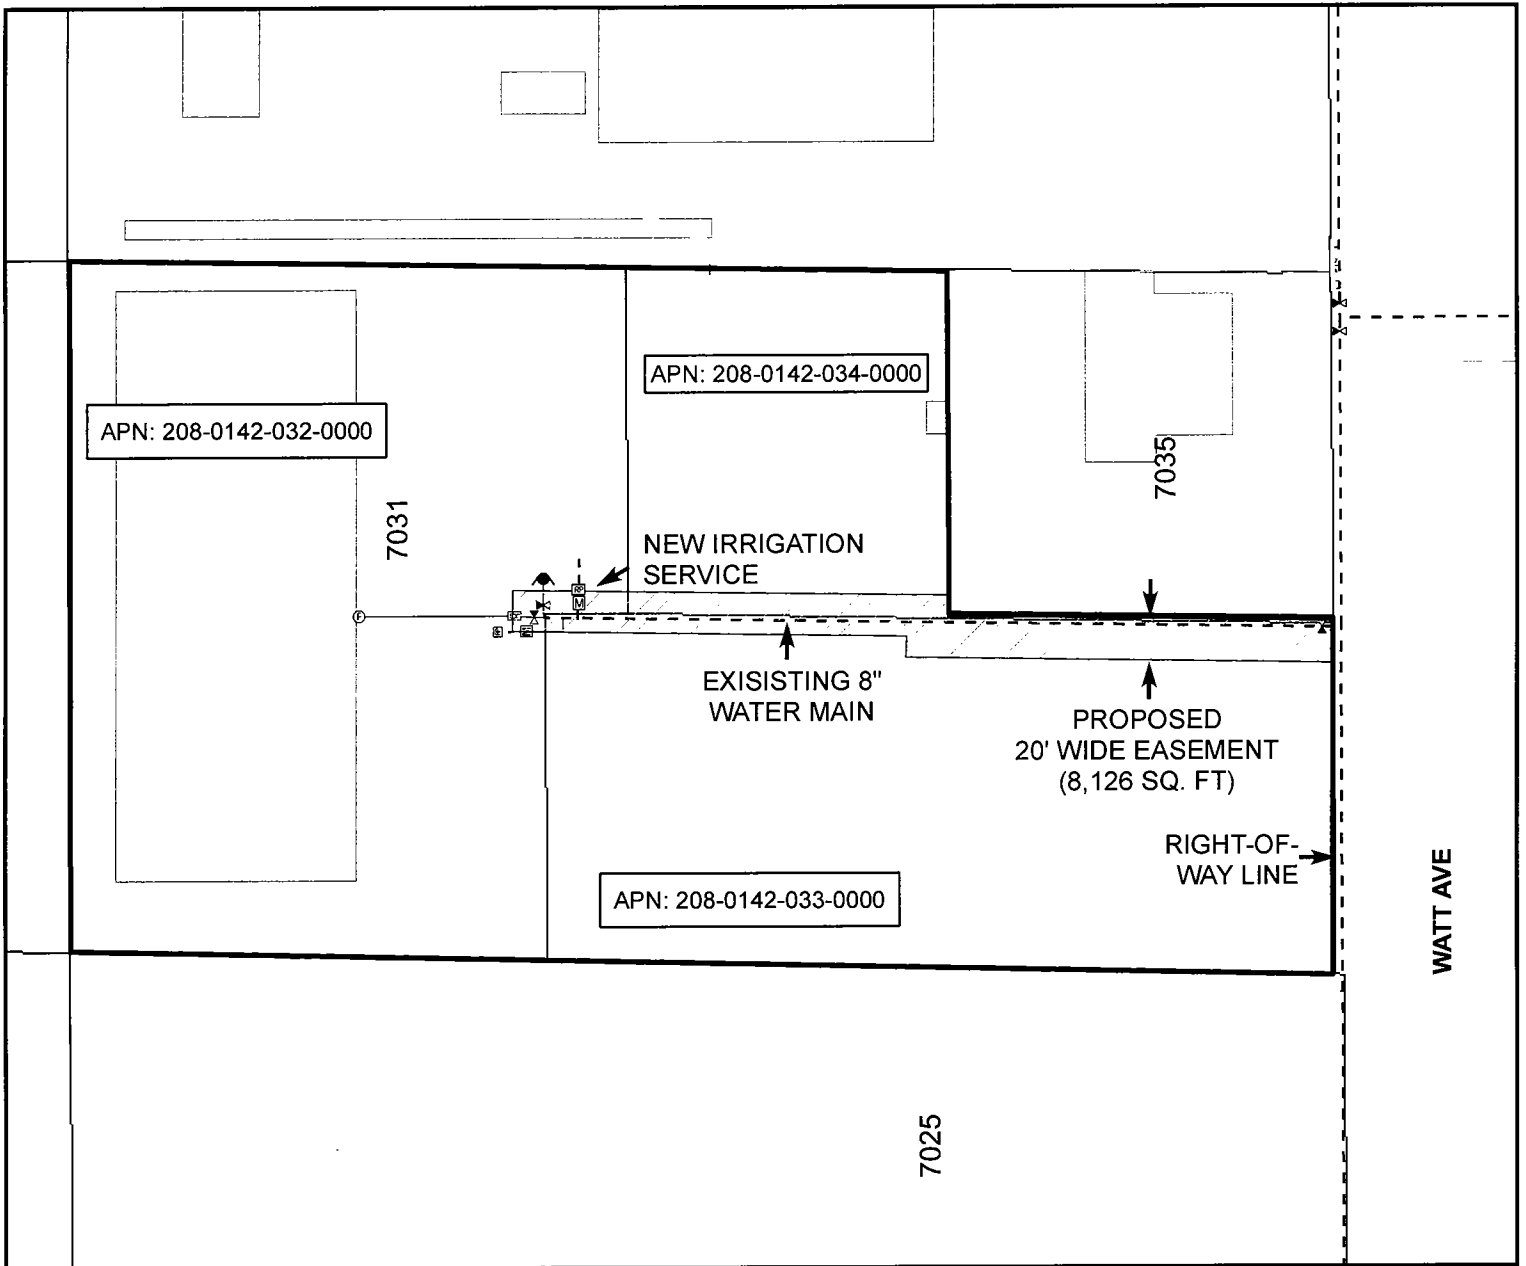 APN: 208-0142-034-0000
APN: 208-0142-032-0000
7035
7031
NEW IRRIGATION
SERVICE
RP
M
F
EXISISTING 8"
WATER MAIN
PROPOSED
20' WIDE EASEMENT
(8,126 SQ. FT)
RIGHT-OF-
WAY LINE
APN: 208-0142-033-0000
WATT AVE
7025